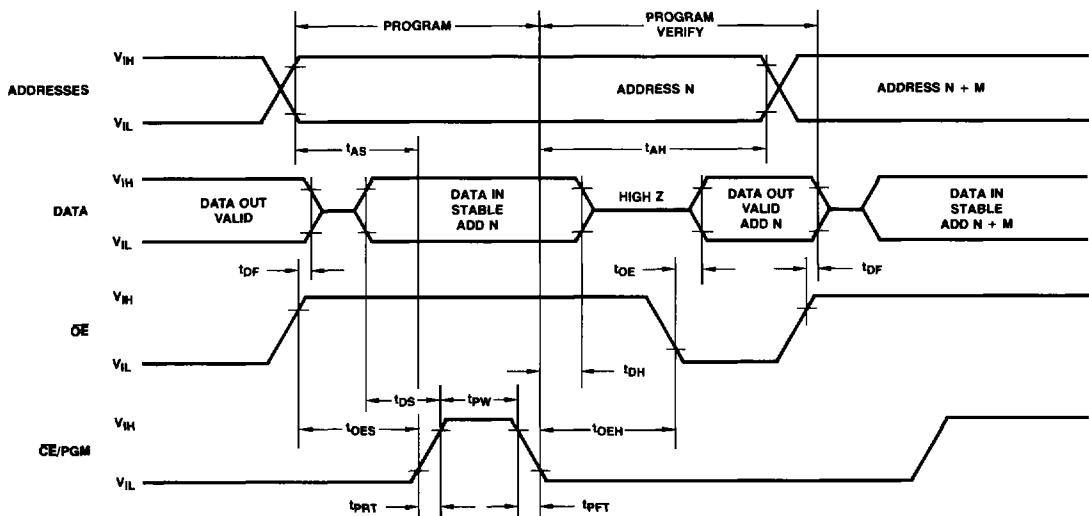 PROGRAM
PROGRAM
VERIFY
VIH
ADDRESSES
ADDRESS N
ADDRESS N + M
VIL
tAS
tAH
VIH
DATA
DATA OUT
VALID
DATA IN
STABLE
ADD N
HIGH Z
DATA OUT
VALID
ADD N
DATA IN
STABLE
ADD N + M
VIL
tDF
tOE
tDF
VIH
OE
VIL
tDH
tDS
tPW
VIH
tOES
tOEH
CE/PGM
VIL
tPRT
tPFT